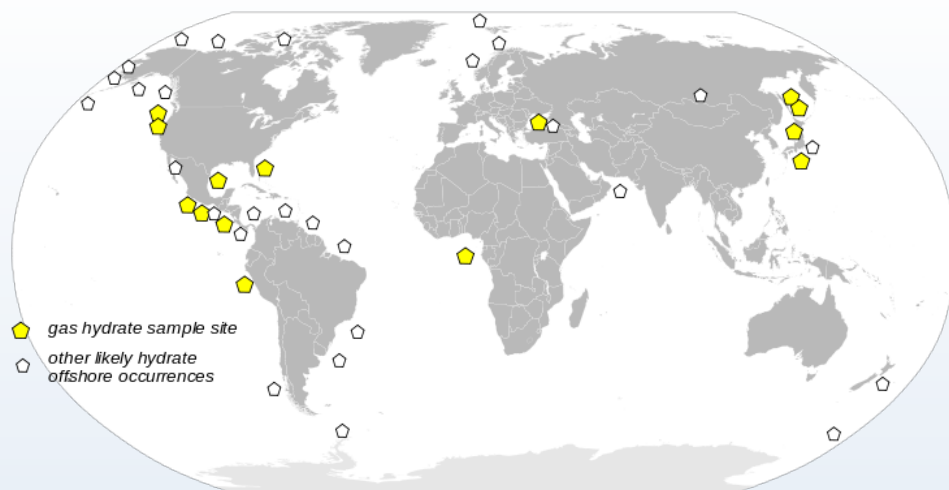 gas hydrate sample site
other likely hydrate
offshore occurrences